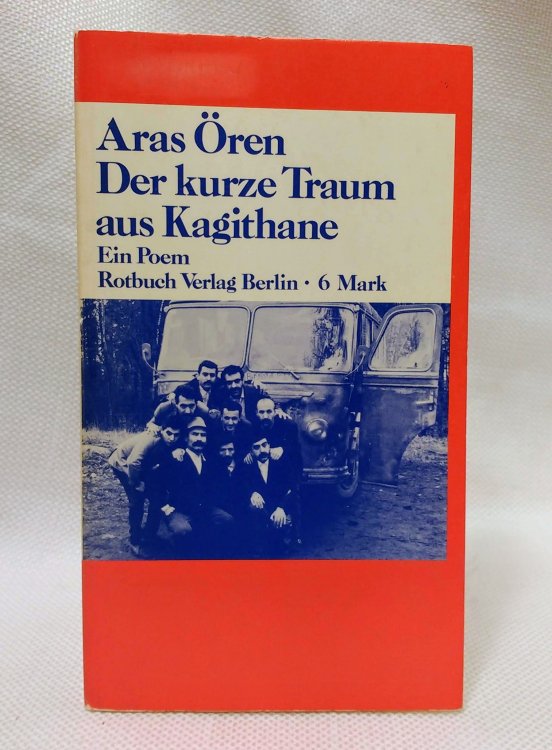 Aras Ören
Der kurze Traum
aus Kagithane
Ein Poem
Rotbuch Verlag Berlin · 6 Mark